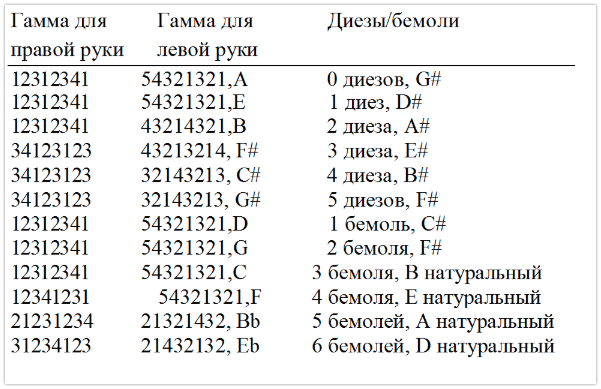 Гамма для Гамма для Диезы/бемоли
правой руки левой руки
12312341 54321321,A 0 диезов, G#
12312341 54321321,E 1 диез, D#
12312341 43214321,B 2 диеза, A#
34123123 43213214, F# 3 диеза, E#
34123123 32143213, C# 4 диеза, B#
34123123 32143213, G# 5 диезов, F#
12312341 54321321,D 1 бемоль, C#
12312341 54321321,G 2 бемоля, F#
12312341 54321321,C 3 бемоля, B натуральный
12341231 54321321,F 4 бемоля, E натуральный
21231234 21321432, Bb 5 бемолей, A натуральный
31234123 21432132, Eb 6 бемолей, D натуральный